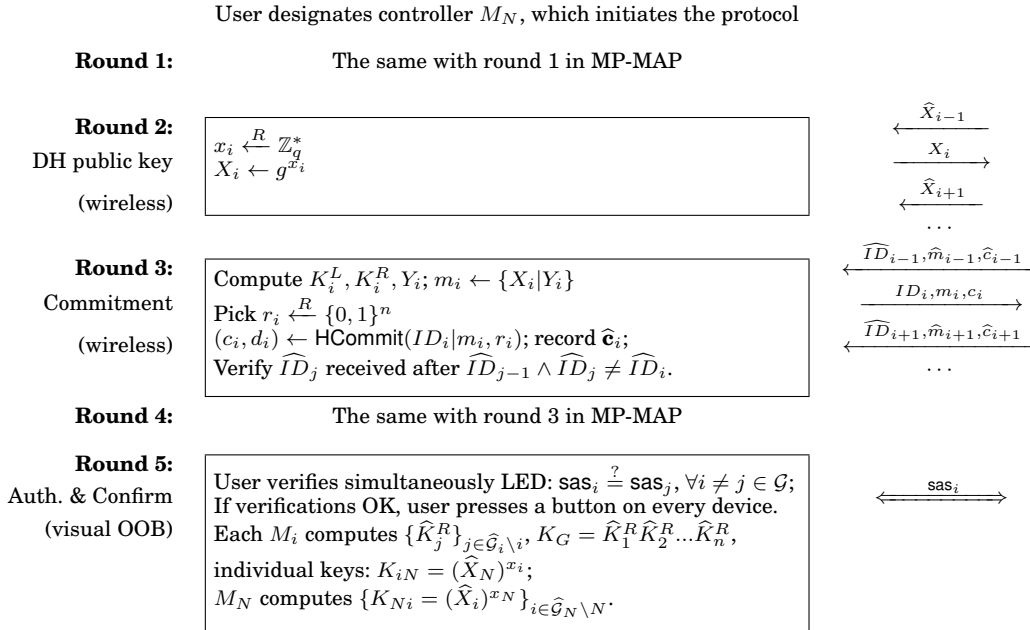 User designates controller M_N, which initiates the protocol
Round 1: The same with round 1 in MP-MAP
Round 2:
DH public key
(wireless)
x_i ←^R ℤ_q^*
X_i ← g^{x_i}
X̂_{i−1}
X_i
X̂_{i+1}
...
Round 3:
Commitment
(wireless)
Compute K_i^L, K_i^R, Y_i; m_i ← {X_i|Y_i}
Pick r_i ←^R {0, 1}^n
(c_i, d_i) ← HCommit(ID_i|m_i, r_i); record ĉ_i;
Verify ÎD_j received after ÎD_{j−1} ∧ ÎD_j ≠ ÎD_i.
ÎD_{i−1}, m̂_{i−1}, ĉ_{i−1}
ID_i, m_i, c_i
ÎD_{i+1}, m̂_{i+1}, ĉ_{i+1}
...
Round 4: The same with round 3 in MP-MAP
Round 5:
Auth. & Confirm
(visual OOB)
User verifies simultaneously LED: sas_i ≟ sas_j, ∀i ≠ j ∈ 𝒢;
If verifications OK, user presses a button on every device.
Each M_i computes {K̂_j^R}_{j∈𝒢̂_i\i}, K_G = K̂_1^R K̂_2^R...K̂_n^R,
individual keys: K_{iN} = (X̂_N)^{x_i};
M_N computes {K_{Ni} = (X̂_i)^{x_N}}_{i∈𝒢̂_N\N}.
sas_i